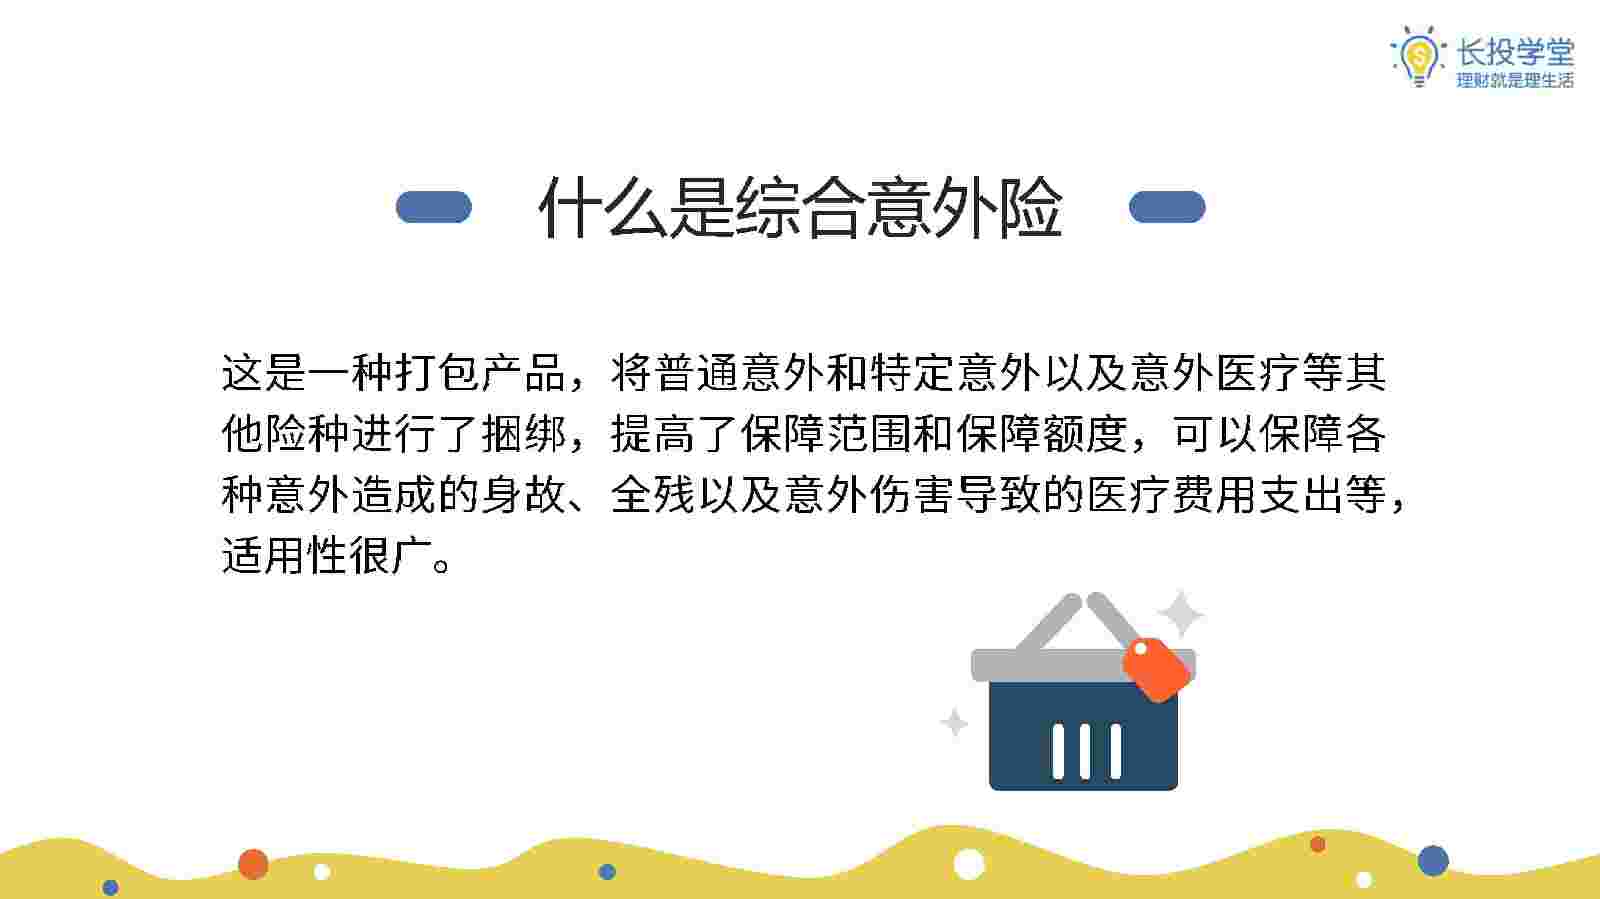 长投学堂
理财就是理生活
什么是综合意外险
这是一种打包产品，将普通意外和特定意外以及意外医疗等其
他险种进行了捆绑，提高了保障范围和保障额度，可以保障各
种意外造成的身故、全残以及意外伤害导致的医疗费用支出等，
适用性很广。